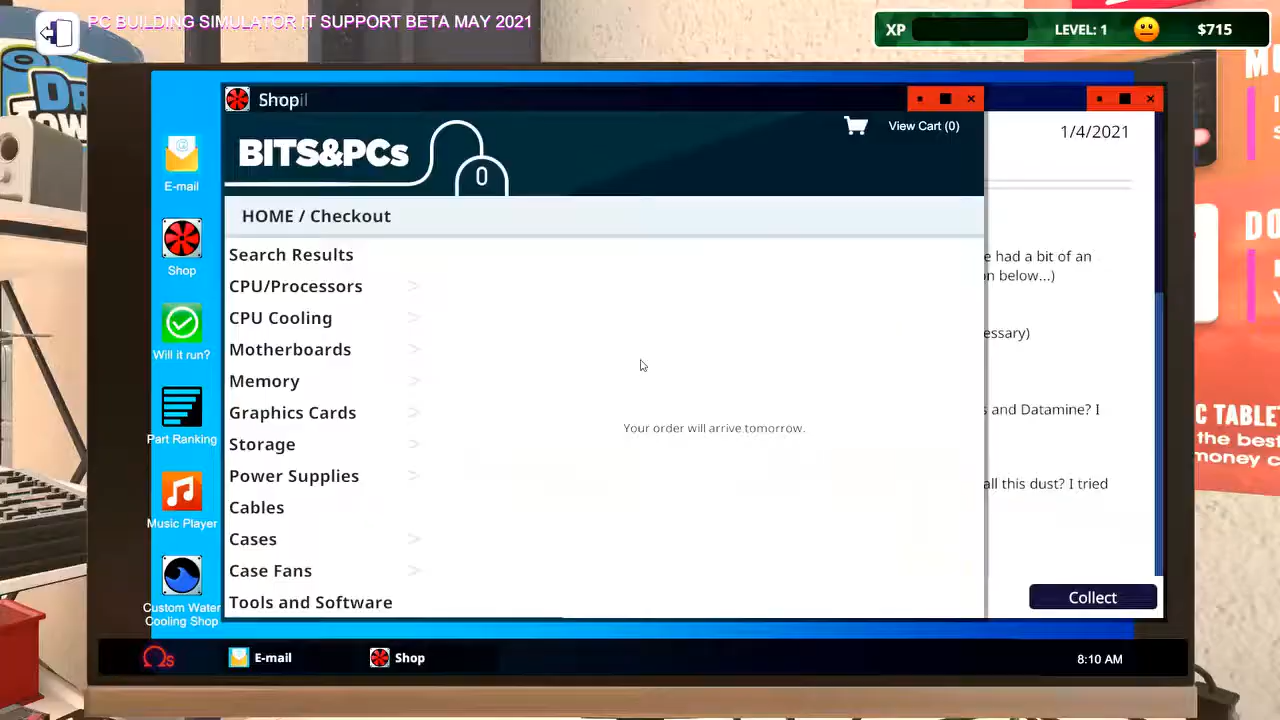 PC BUILDING SIMULATOR IT SUPPORT BETA MAY 2021
XP
LEVEL: 1
$715
Shop
BITS&PCs
View Cart (0)
1/4/2021
HOME / Checkout
Search Results
CPU/Processors >
CPU Cooling >
Motherboards >
Memory >
Graphics Cards >
Storage >
Power Supplies >
Cables
Cases >
Case Fans >
Tools and Software
Your order will arrive tomorrow.
e had a bit of an
n below...)
essary)
s and Datamine? I
all this dust? I tried
Collect
E-mail
Shop
Will it run?
Part Ranking
Music Player
Custom Water
Cooling Shop
E-mail
Shop
8:10 AM
DR
TOWN
C TABLE
the best
money c